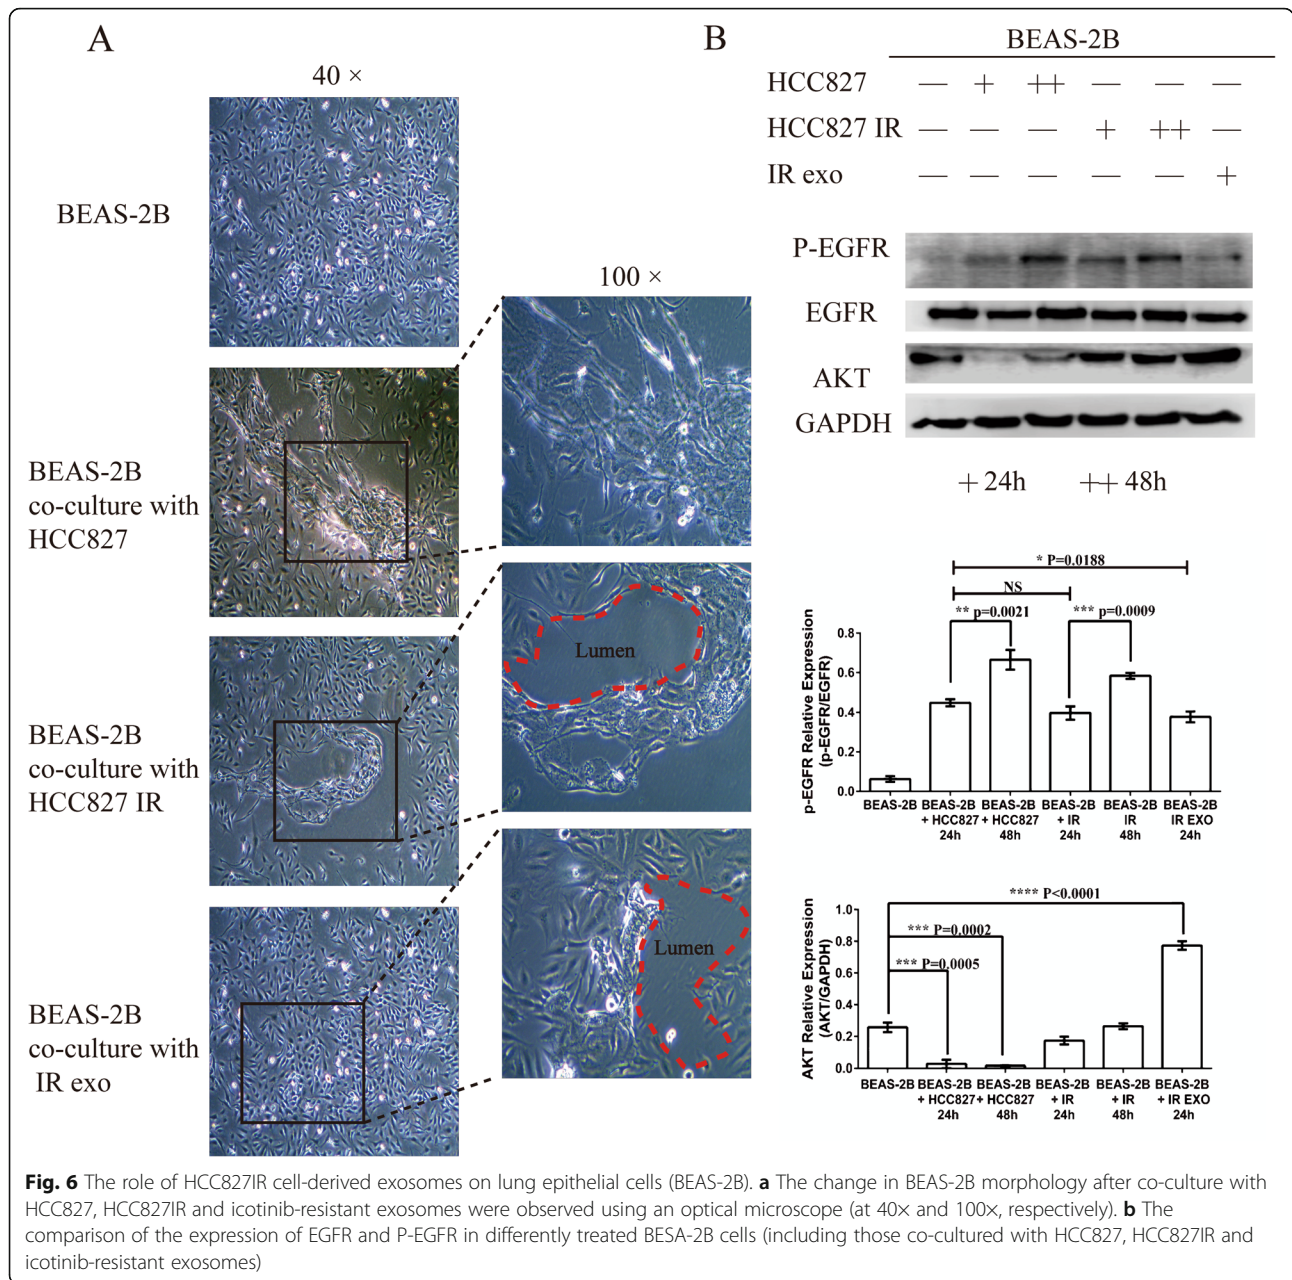 A
40 ×
BEAS-2B
BEAS-2B
co-culture with
HCC827
BEAS-2B
co-culture with
HCC827 IR
BEAS-2B
co-culture with
IR exo
100 ×
Lumen
Lumen
B
BEAS-2B
HCC827 — + ++ — — —
HCC827 IR — — — + ++ —
IR exo — — — — — +
P-EGFR
EGFR
AKT
GAPDH
+ 24h ++ 48h
* P=0.0188
NS
** p=0.0021 *** p=0.0009
p-EGFR Relative Expression
(p-EGFR/EGFR)
0.8
0.6
0.4
0.2
0.0
BEAS-2B BEAS-2B BEAS-2B BEAS-2B BEAS-2B BEAS-2B
+ HCC827 + HCC827 + IR IR IR EXO
24h 48h 24h 48h 24h
**** P<0.0001
*** P=0.0002
*** P=0.0005
AKT Relative Expression
(AKT/GAPDH)
1.0
0.8
0.6
0.4
0.2
0.0
BEAS-2B BEAS-2B BEAS-2B BEAS-2B BEAS-2B BEAS-2B
+ HCC827 + HCC827 + IR + IR + IR EXO
24h 48h 24h 48h 24h
Fig. 6 The role of HCC827IR cell-derived exosomes on lung epithelial cells (BEAS-2B). a The change in BEAS-2B morphology after co-culture with
HCC827, HCC827IR and icotinib-resistant exosomes were observed using an optical microscope (at 40× and 100×, respectively). b The
comparison of the expression of EGFR and P-EGFR in differently treated BESA-2B cells (including those co-cultured with HCC827, HCC827IR and
icotinib-resistant exosomes)